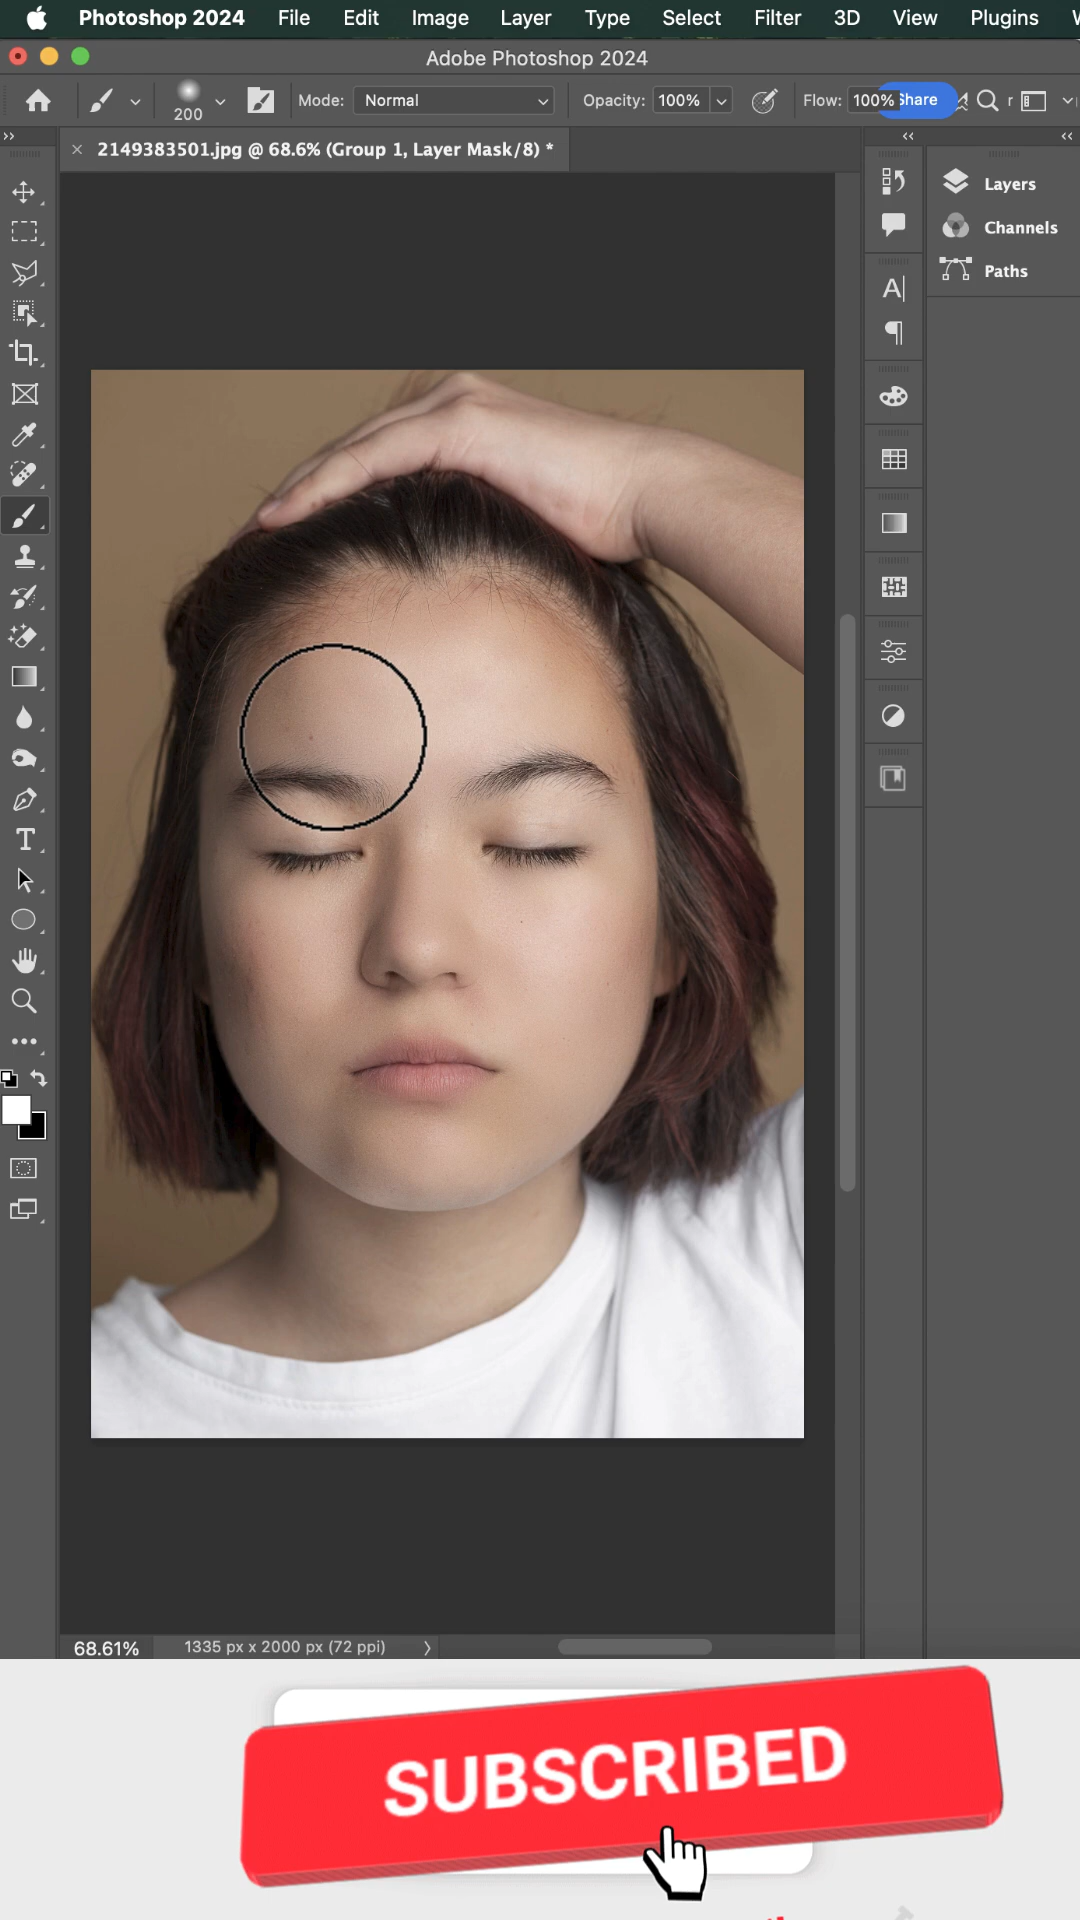 Photoshop 2024 File Edit Image Layer Type Select Filter 3D View Plugins
Adobe Photoshop 2024
200 Mode: Normal Opacity: 100% Flow: 100% Share
× 2149383501.jpg @ 68.6% (Group 1, Layer Mask/8) *
Layers
Channels
Paths
68.61% 1335 px x 2000 px (72 ppi)
SUBSCRIBED